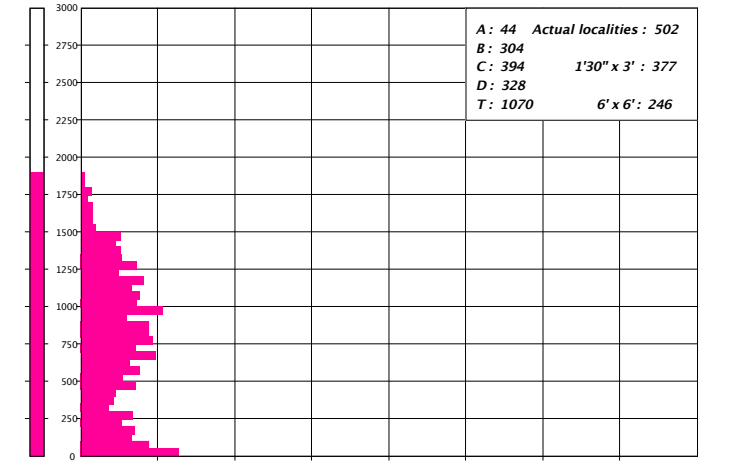 3000
A : 44 Actual localities : 502
2750
B : 304
C : 394 1'30" x 3' : 377
2500
D : 328
T : 1070 6' x 6' : 246
2250
2000
1750
1500
1250
1000
750
500
250
0